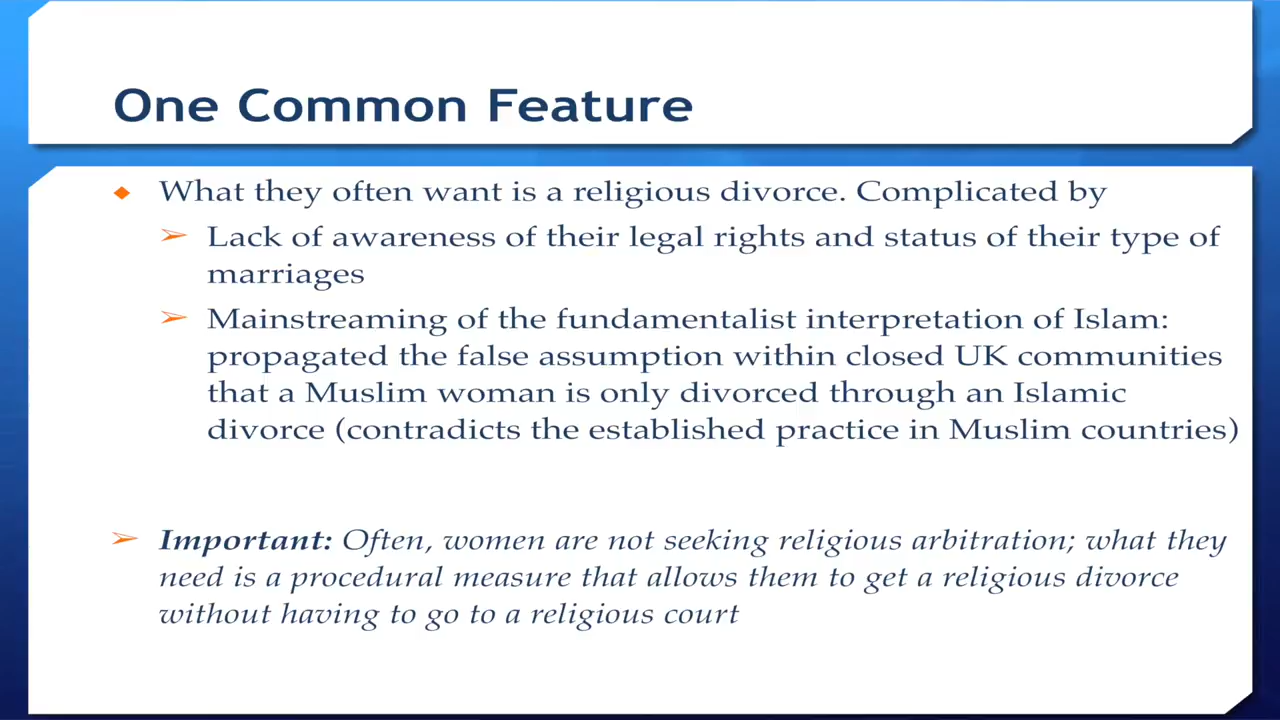 One Common Feature
What they often want is a religious divorce. Complicated by
Lack of awareness of their legal rights and status of their type of
marriages
Mainstreaming of the fundamentalist interpretation of Islam:
propagated the false assumption within closed UK communities
that a Muslim woman is only divorced through an Islamic
divorce (contradicts the established practice in Muslim countries)
Important: Often, women are not seeking religious arbitration; what they
need is a procedural measure that allows them to get a religious divorce
without having to go to a religious court